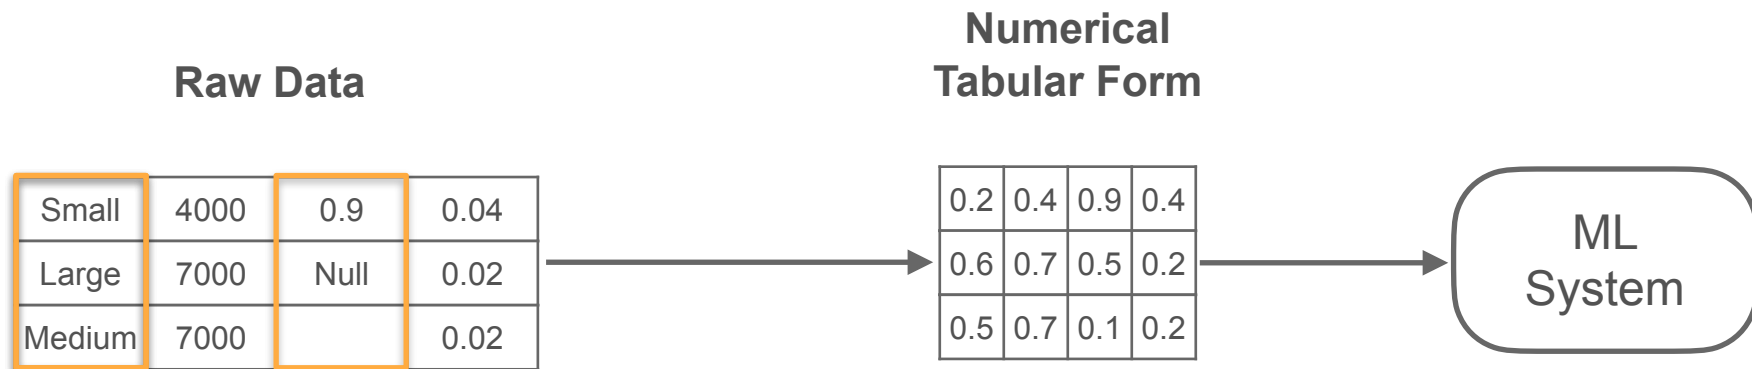 Raw Data
Numerical
Tabular Form
Small 4000 0.9 0.04
Large 7000 Null 0.02
Medium 7000 0.02
0.2 0.4 0.9 0.4
0.6 0.7 0.5 0.2
0.5 0.7 0.1 0.2
ML
System